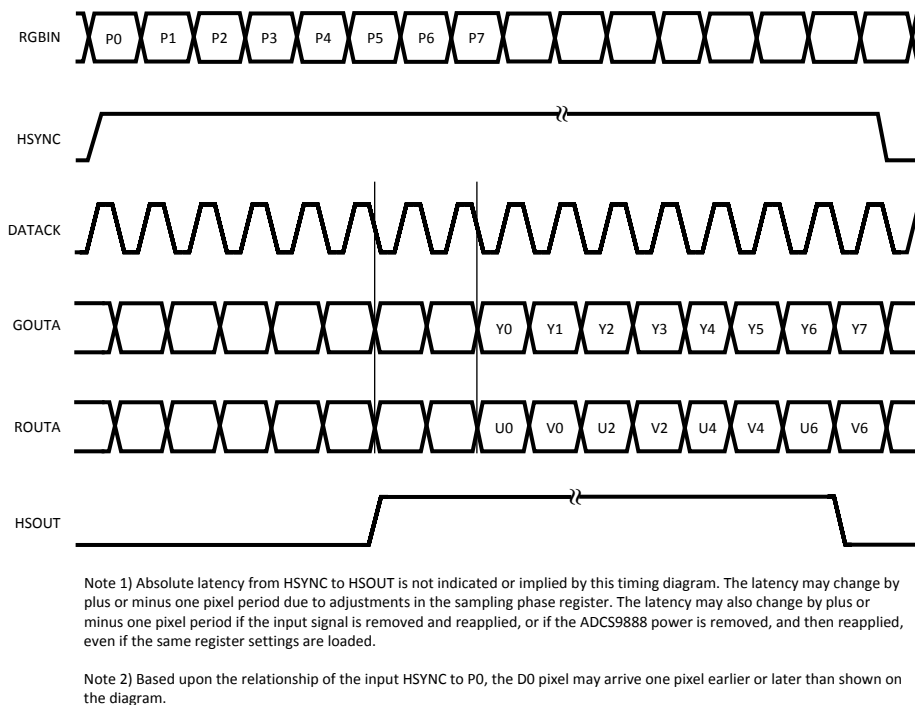 RGBIN P0 P1 P2 P3 P4 P5 P6 P7
HSYNC
DATACK
GOUTA Y0 Y1 Y2 Y3 Y4 Y5 Y6 Y7
ROUTA U0 V0 U2 V2 U4 V4 U6 V6
HSOUT
Note 1) Absolute latency from HSYNC to HSOUT is not indicated or implied by this timing diagram. The latency may change by
plus or minus one pixel period due to adjustments in the sampling phase register. The latency may also change by plus or
minus one pixel period if the input signal is removed and reapplied, or if the ADCS9888 power is removed, and then reapplied,
even if the same register settings are loaded.
Note 2) Based upon the relationship of the input HSYNC to P0, the D0 pixel may arrive one pixel earlier or later than shown on
the diagram.